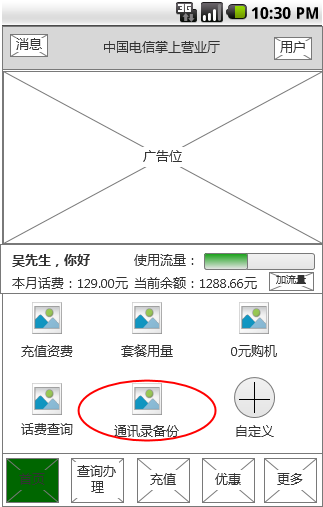 3G 10:30 PM
消息 中国电信掌上营业厅 用户
广告位
吴先生，你好 使用流量：
本月话费：129.00元 当前余额：1288.66元 加流量
充值资费 套餐用量 0元购机
话费查询 通讯录备份 自定义
首页 查询办理 充值 优惠 更多